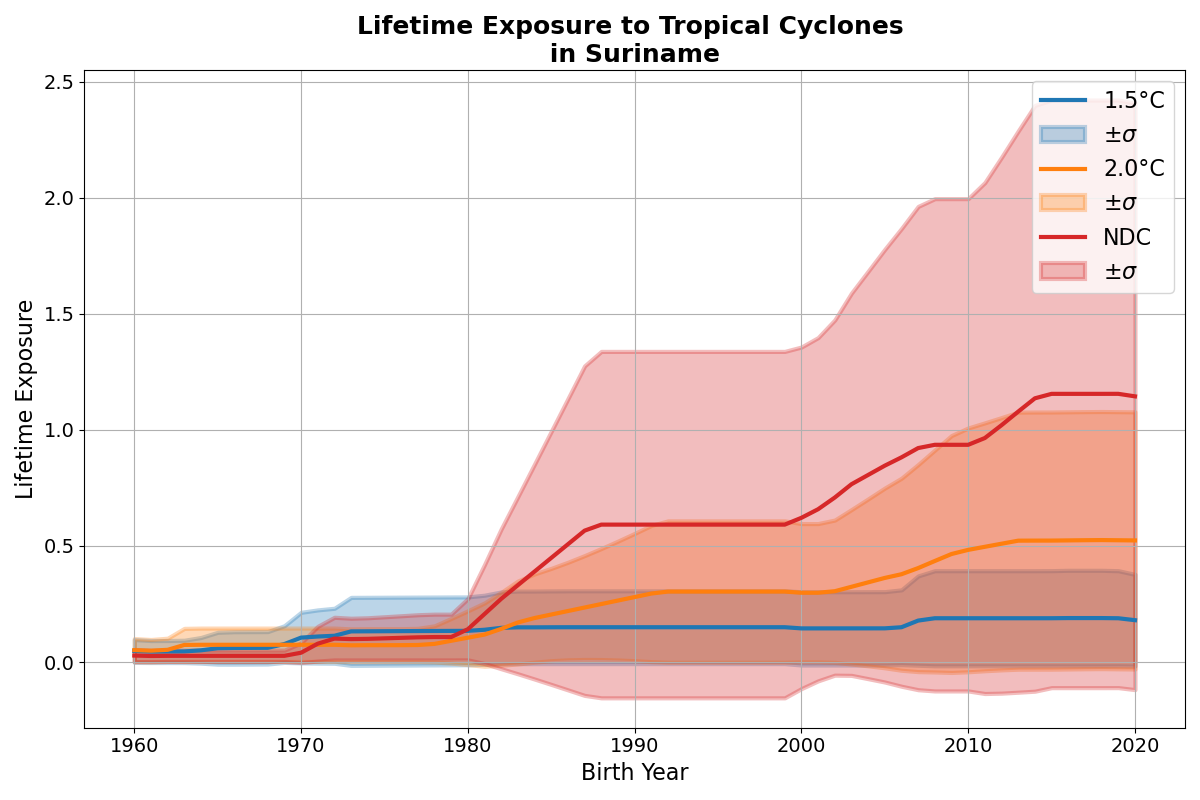 Lifetime Exposure to Tropical Cyclones
in Suriname
2.5
2.0
1.5
1.0
0.5
0.0
Lifetime Exposure
1960
1970
1980
1990
2000
2010
2020
Birth Year
1.5°C
±σ
2.0°C
±σ
NDC
±σ